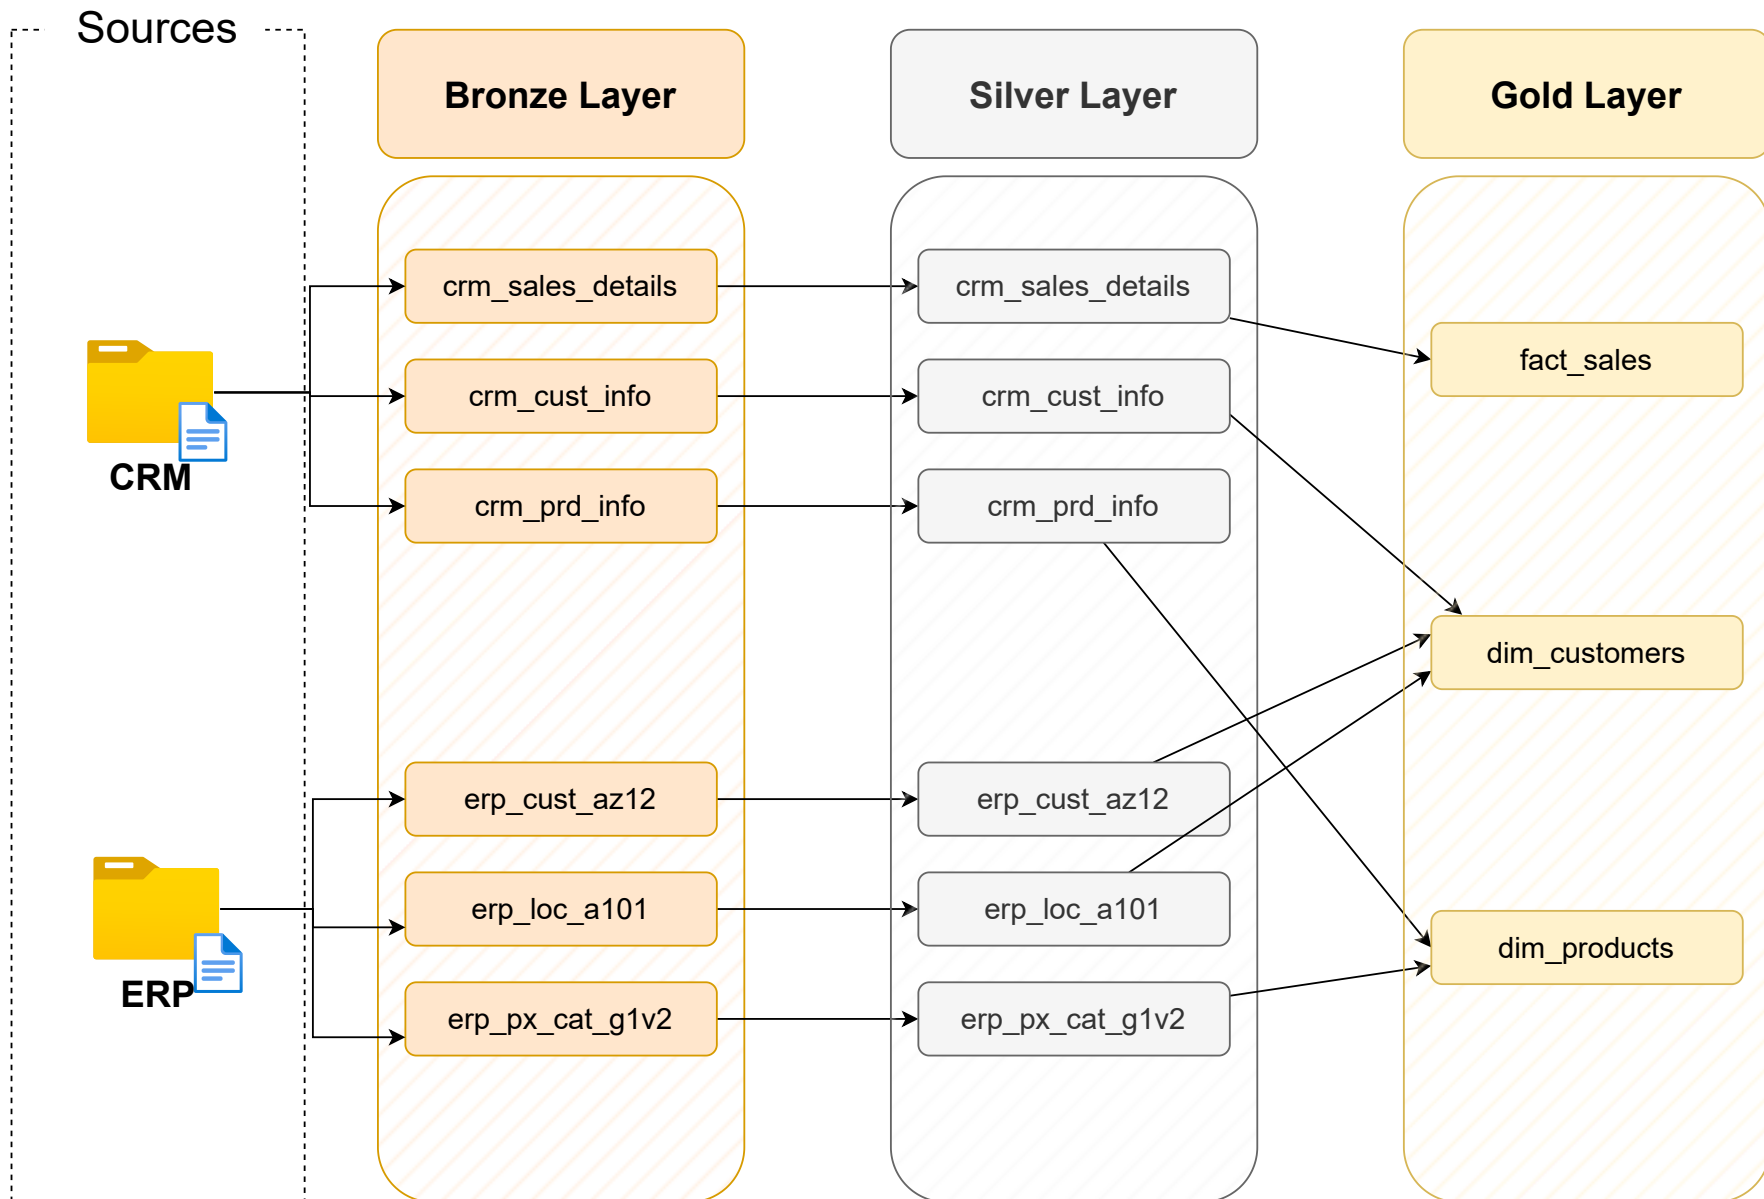 Sources
Bronze Layer
Silver Layer
Gold Layer
CRM
ERP
crm_sales_details
crm_cust_info
crm_prd_info
erp_cust_az12
erp_loc_a101
erp_px_cat_g1v2
crm_sales_details
crm_cust_info
crm_prd_info
erp_cust_az12
erp_loc_a101
erp_px_cat_g1v2
fact_sales
dim_customers
dim_products